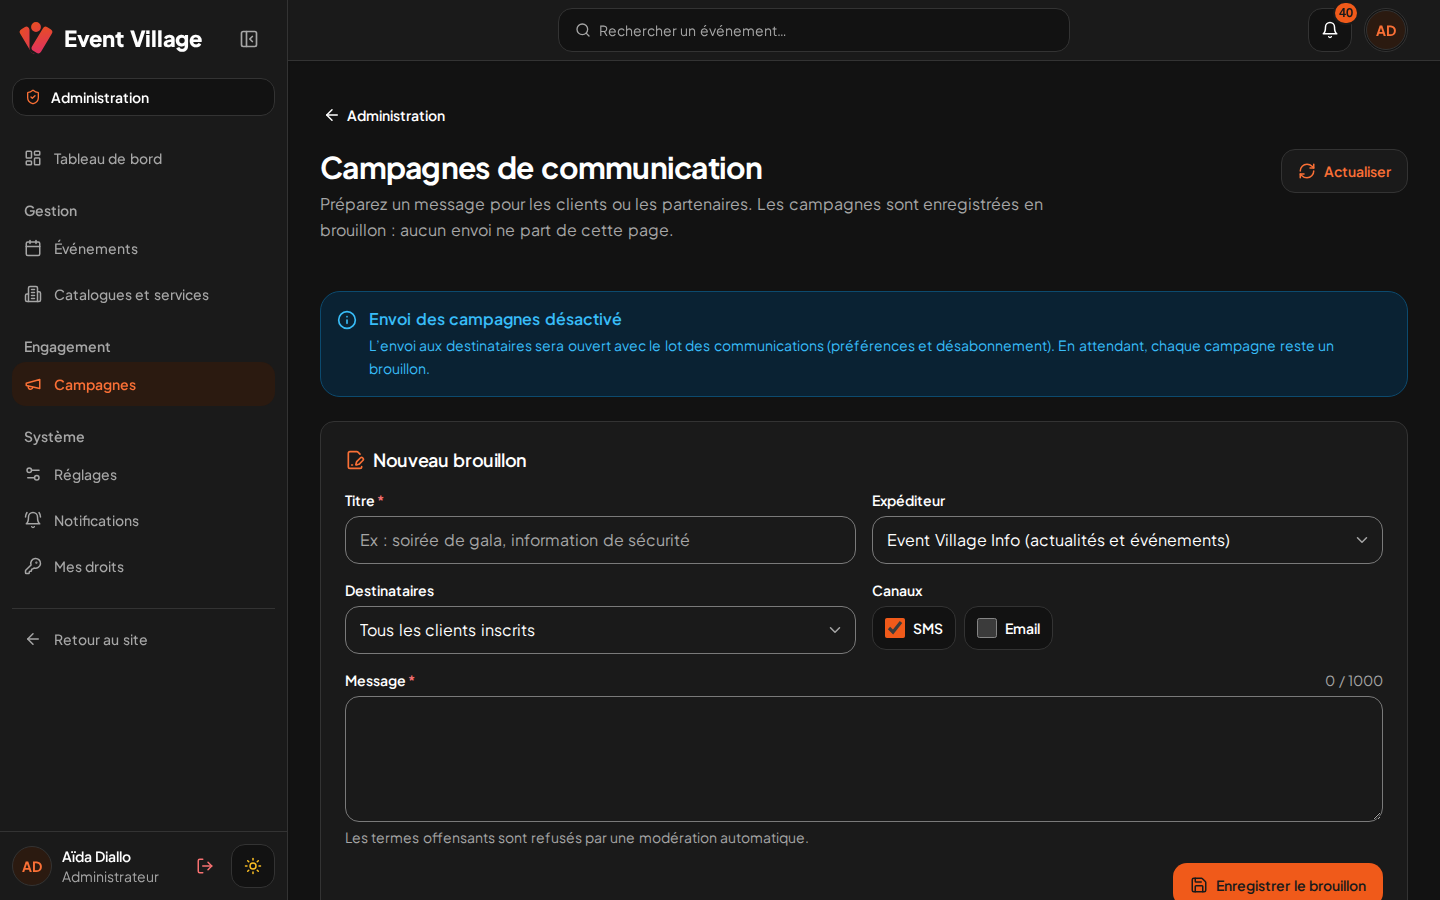 Event Village
Administration
Tableau de bord
Gestion
Événements
Catalogues et services
Engagement
Campagnes
Système
Réglages
Notifications
Mes droits
Retour au site
AD
Aïda Diallo
Administrateur
Rechercher un événement…
40
AD
Administration
Campagnes de communication
Actualiser
Préparez un message pour les clients ou les partenaires. Les campagnes sont enregistrées en
brouillon : aucun envoi ne part de cette page.
Envoi des campagnes désactivé
L'envoi aux destinataires sera ouvert avec le lot des communications (préférences et désabonnement). En attendant, chaque campagne reste un
brouillon.
Nouveau brouillon
Titre *
Expéditeur
Ex : soirée de gala, information de sécurité
Event Village Info (actualités et événements)
Destinataires
Canaux
Tous les clients inscrits
SMS
Email
Message *
0 / 1000
Les termes offensants sont refusés par une modération automatique.
Enregistrer le brouillon